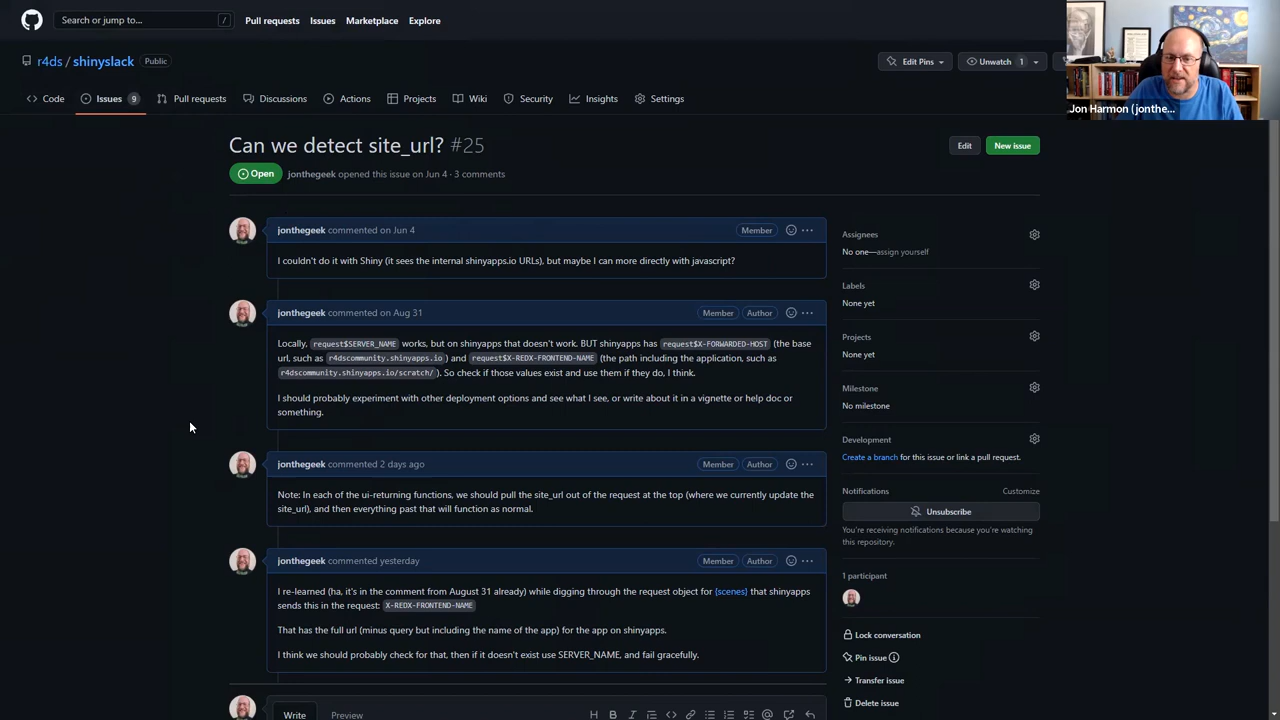 Search or jump to...
/
Pull requests
Issues
Marketplace
Explore
r4ds / shinyslack
Public
Edit Pins
Unwatch 1
Jon Harmon (jonthe...
Code
Issues 9
Pull requests
Discussions
Actions
Projects
Wiki
Security
Insights
Settings
Can we detect site_url? #25
Edit
New issue
Open
jonthegeek opened this issue on Jun 4 · 3 comments
jonthegeek commented on Jun 4
Member
I couldn't do it with Shiny (it sees the internal shinyapps.io URLs), but maybe I can more directly with javascript?
jonthegeek commented on Aug 31
Member
Author
Locally, request$SERVER_NAME works, but on shinyapps that doesn't work. BUT shinyapps has request$X-FORWARDED-HOST (the base
url, such as r4dscommunity.shinyapps.io ) and request$X-REDX-FRONTEND-NAME (the path including the application, such as
r4dscommunity.shinyapps.io/scratch/ ). So check if those values exist and use them if they do, I think.
I should probably experiment with other deployment options and see what I see, or write about it in a vignette or help doc or
something.
jonthegeek commented 2 days ago
Member
Author
Note: In each of the ui-returning functions, we should pull the site_url out of the request at the top (where we currently update the
site_url), and then everything past that will function as normal.
jonthegeek commented yesterday
Member
Author
I re-learned (ha, it's in the comment from August 31 already) while digging through the request object for {scenes} that shinyapps
sends this in the request: X-REDX-FRONTEND-NAME
That has the full url (minus query but including the name of the app) for the app on shinyapps.
I think we should probably check for that, then if it doesn't exist use SERVER_NAME, and fail gracefully.
Write
Preview
Assignees
No one—assign yourself
Labels
None yet
Projects
None yet
Milestone
No milestone
Development
Create a branch for this issue or link a pull request.
Notifications
Customize
Unsubscribe
You're receiving notifications because you're watching
this repository.
1 participant
Lock conversation
Pin issue
Transfer issue
Delete issue